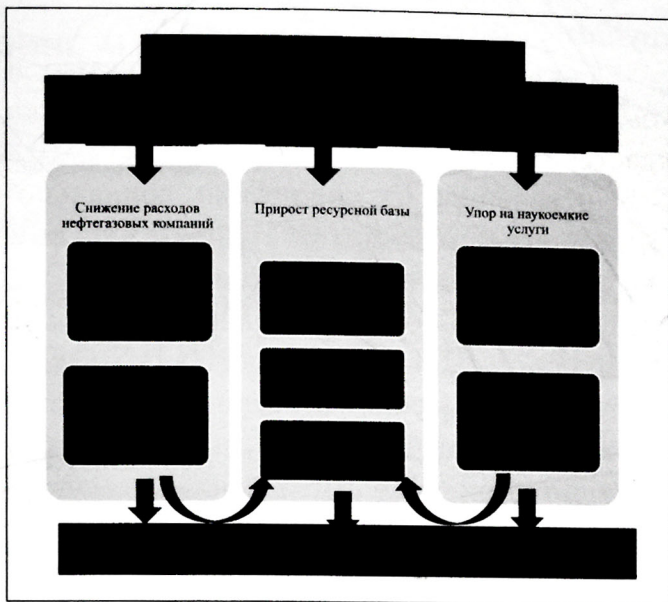 Снижение расходов
нефтегазовых компаний
Прирост ресурсной базы
Упор на наукоемкие
услуги